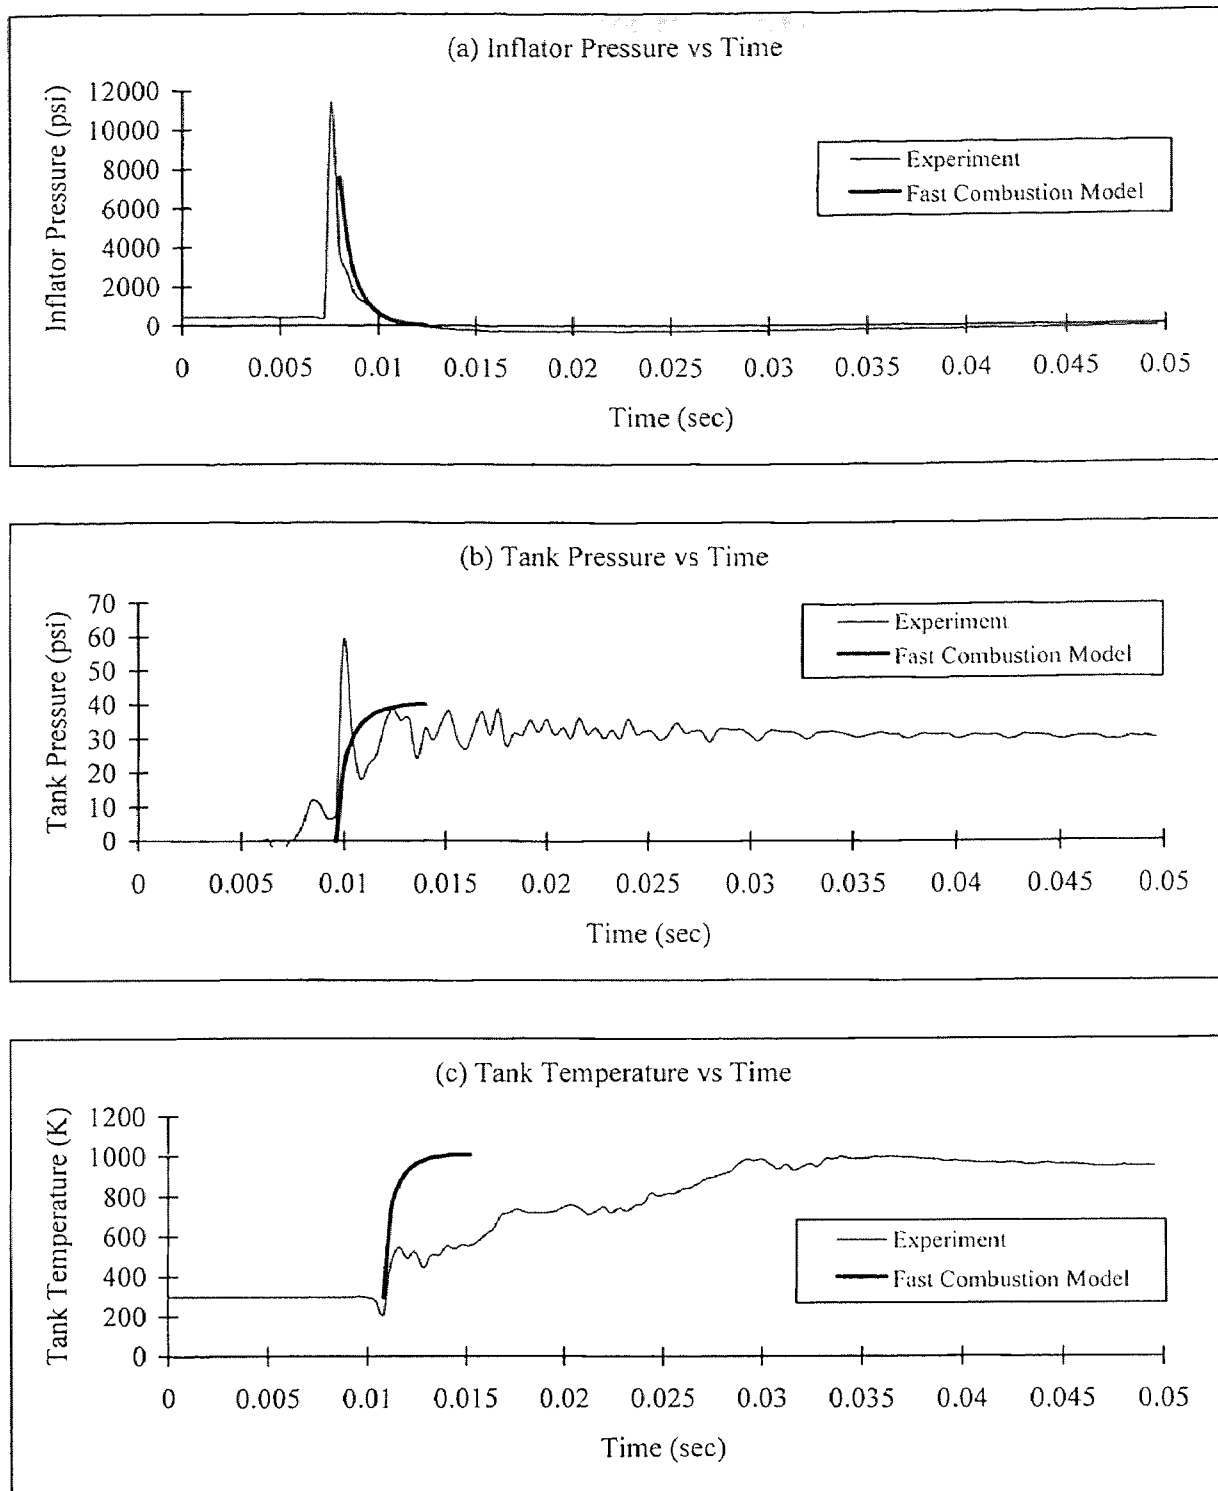 (a) Inflator Pressure vs Time
Inflator Pressure (psi)
12000
10000
8000
6000
4000
2000
0
Experiment
Fast Combustion Model
0 0.005 0.01 0.015 0.02 0.025 0.03 0.035 0.04 0.045 0.05
Time (sec)
(b) Tank Pressure vs Time
Tank Pressure (psi)
70
60
50
40
30
20
10
0
Experiment
Fast Combustion Model
0 0.005 0.01 0.015 0.02 0.025 0.03 0.035 0.04 0.045 0.05
Time (sec)
(c) Tank Temperature vs Time
Tank Temperature (K)
1200
1000
800
600
400
200
0
Experiment
Fast Combustion Model
0 0.005 0.01 0.015 0.02 0.025 0.03 0.035 0.04 0.045 0.05
Time (sec)